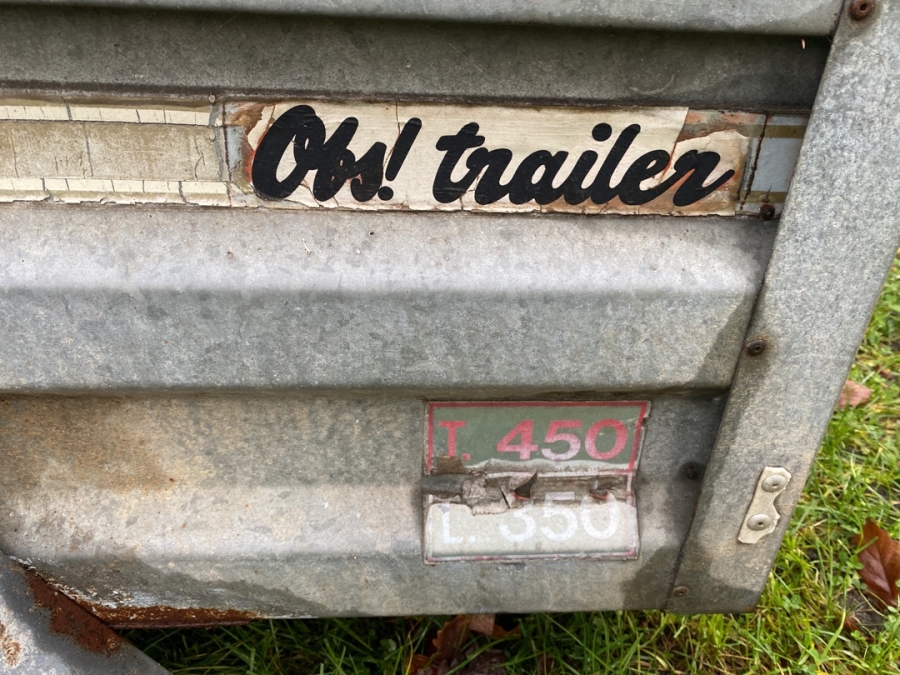 Obs! trailer
T. 450
L. 350